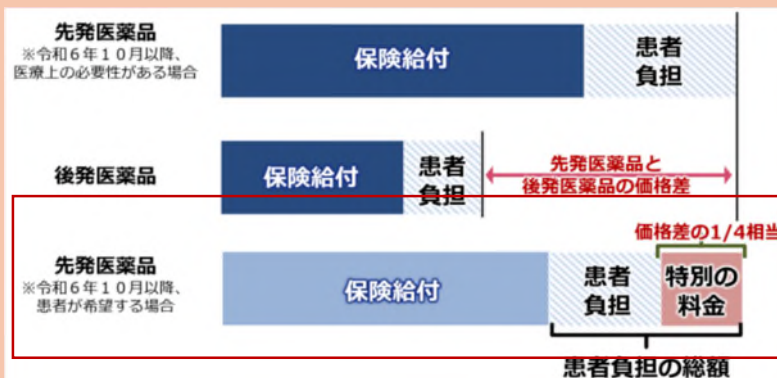 先発医薬品
※令和６年１０月以降、
医療上の必要性がある場合
保険給付
患者
負担
後発医薬品
保険給付
患者
負担
先発医薬品と
後発医薬品の価格差
価格差の1/4相当
先発医薬品
※令和６年１０月以降、
患者が希望する場合
保険給付
患者
負担
特別の
料金
患者負担の総額